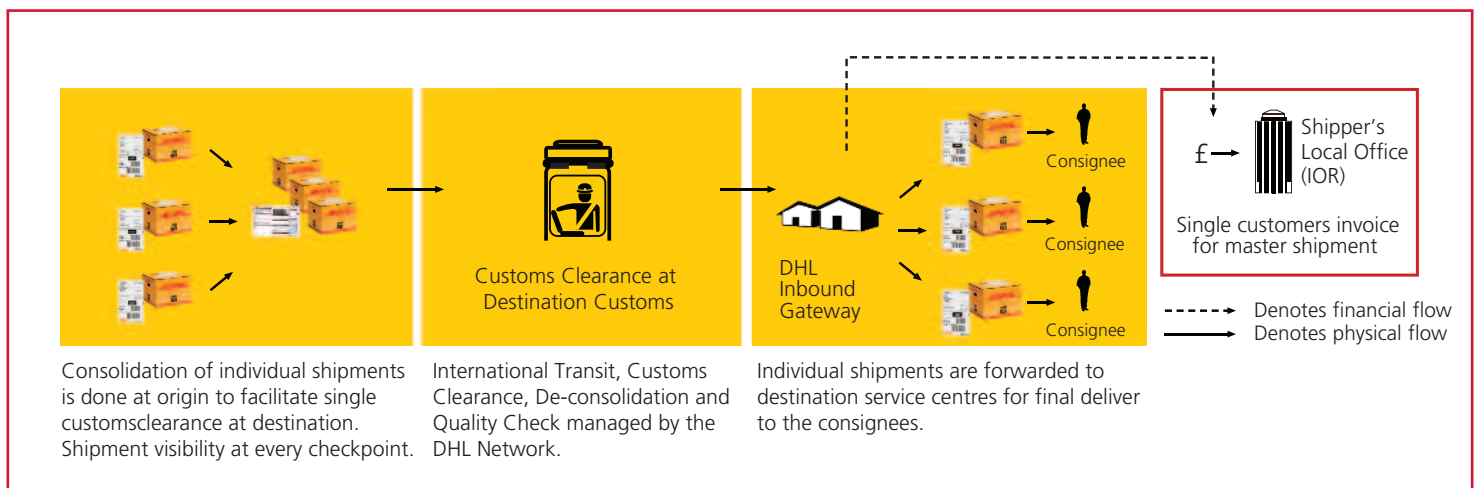 Customs Clearance at
Destination Customs
DHL
Inbound
Gateway
Consignee
Consignee
Consignee
£
Shipper's
Local Office
(IOR)
Single customers invoice
for master shipment
Denotes financial flow
Denotes physical flow
Consolidation of individual shipments
is done at origin to facilitate single
customsclearance at destination.
Shipment visibility at every checkpoint.
International Transit, Customs
Clearance, De-consolidation and
Quality Check managed by the
DHL Network.
Individual shipments are forwarded to
destination service centres for final deliver
to the consignees.